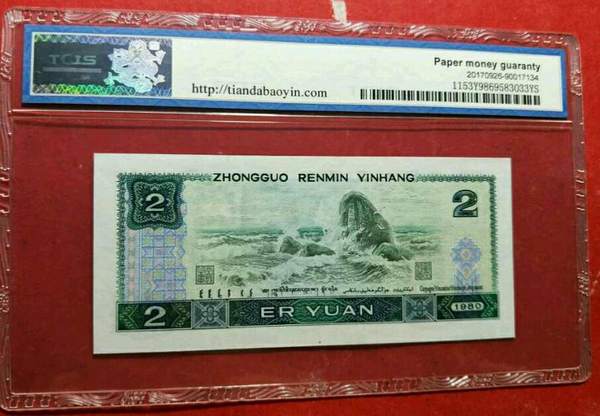 TCIS
Paper money guaranty
20170926-90017134
http://tiandabaoyin.com
1153Y9869583033YS
ZHONGGUO RENMIN YINHANG
2
2
2
ER YUAN
1980